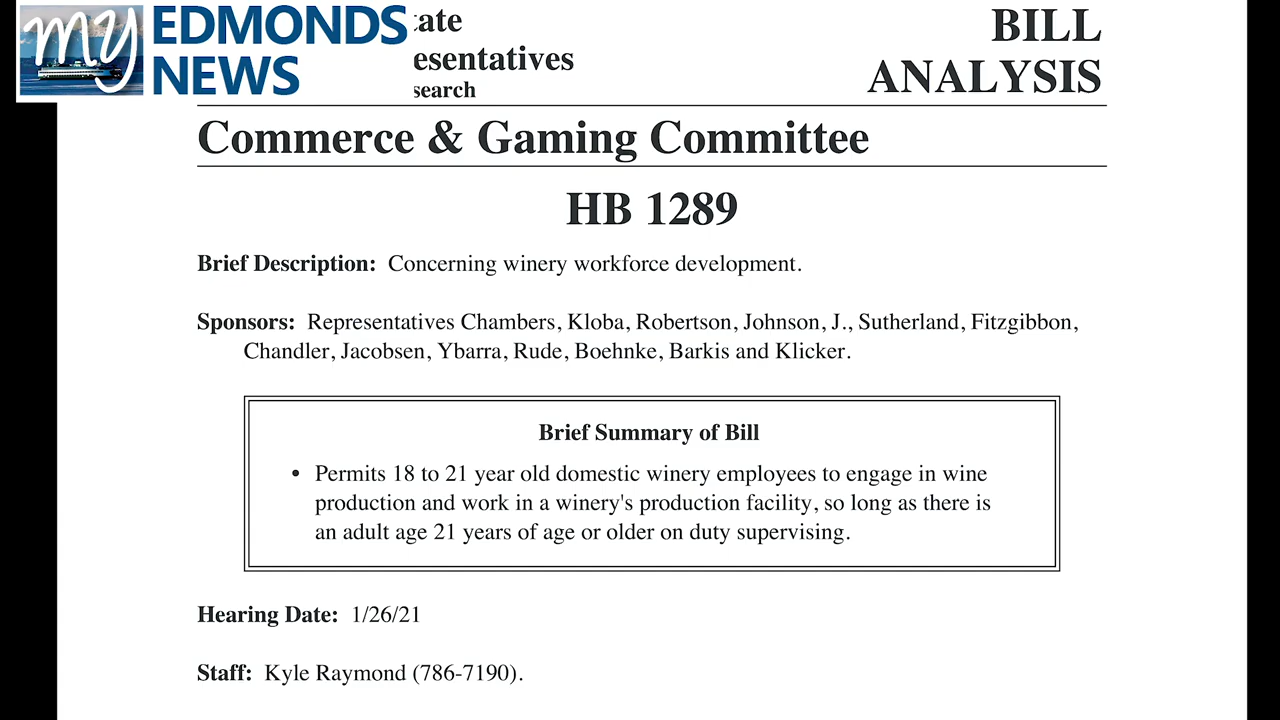 my EDMONDS
NEWS
tate
esentatives
search
BILL
ANALYSIS
Commerce & Gaming Committee
HB 1289
Brief Description: Concerning winery workforce development.
Sponsors: Representatives Chambers, Kloba, Robertson, Johnson, J., Sutherland, Fitzgibbon,
Chandler, Jacobsen, Ybarra, Rude, Boehnke, Barkis and Klicker.
Brief Summary of Bill
• Permits 18 to 21 year old domestic winery employees to engage in wine
production and work in a winery's production facility, so long as there is
an adult age 21 years of age or older on duty supervising.
Hearing Date: 1/26/21
Staff: Kyle Raymond (786-7190).